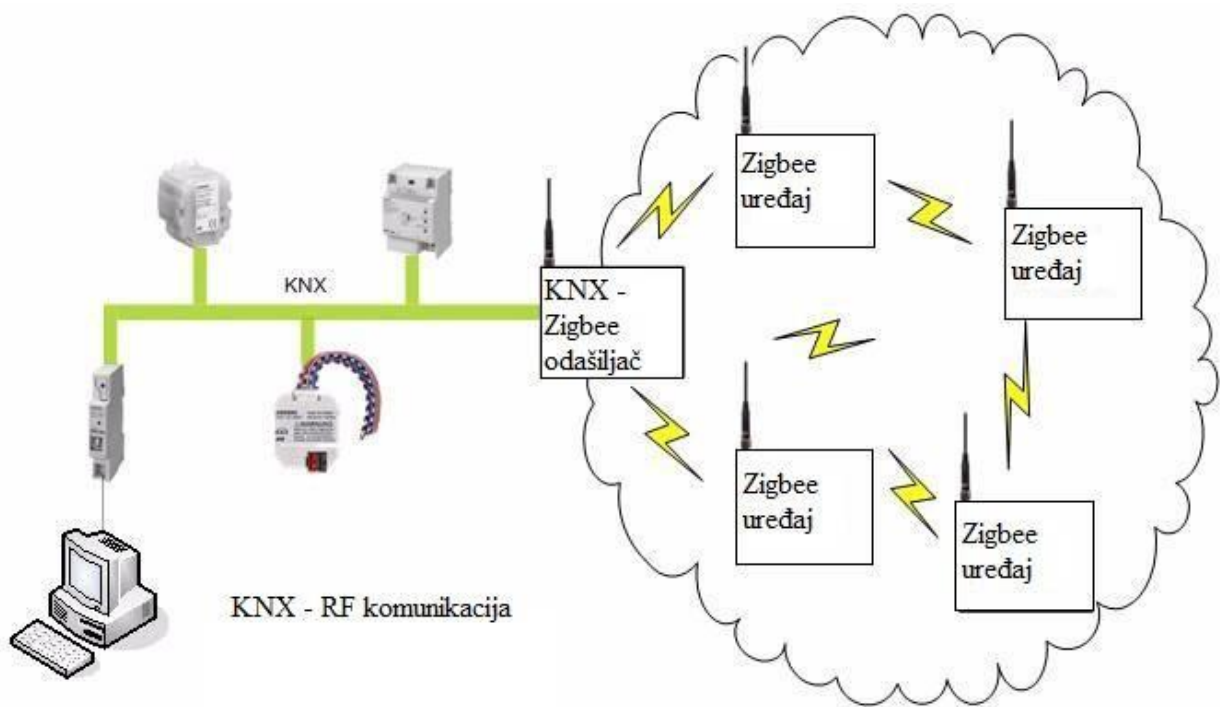 KNX
KNX -
Zigbee
odašiljač
Zigbee
uređaj
Zigbee
uređaj
Zigbee
uređaj
Zigbee
uređaj
KNX - RF komunikacija